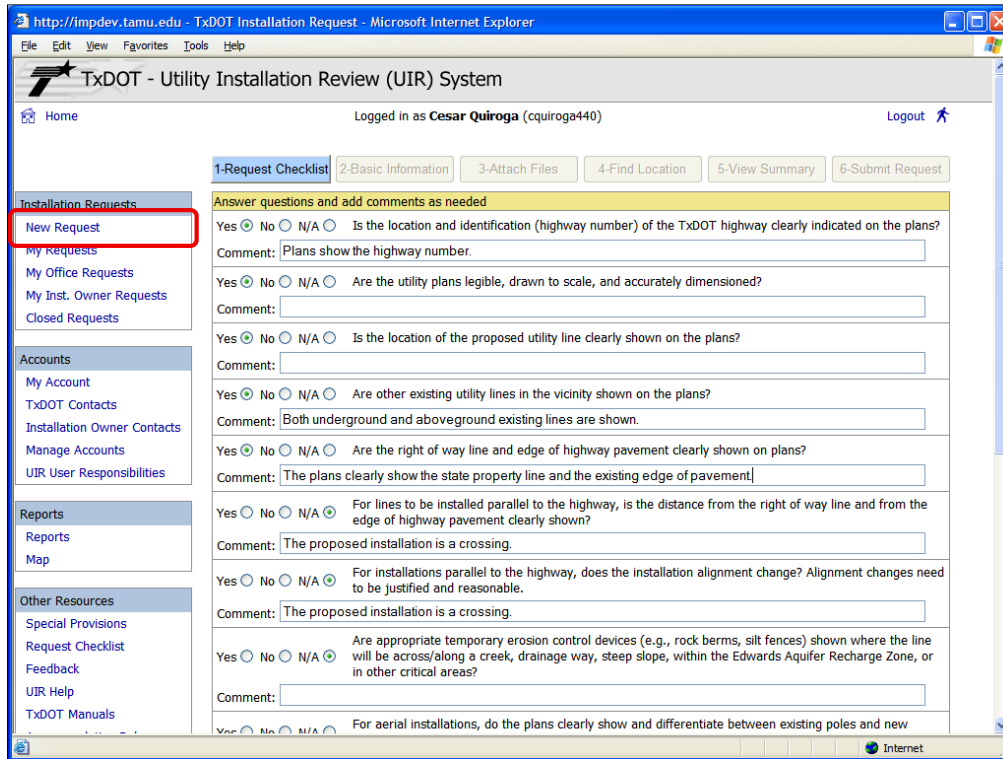 http://impdev.tamu.edu - TxDOT Installation Request - Microsoft Internet Explorer
File Edit View Favorites Tools Help
TxDOT - Utility Installation Review (UIR) System
Home
Logged in as Cesar Quiroga (cquiroga440)
Logout
1-Request Checklist
2-Basic Information
3-Attach Files
4-Find Location
5-View Summary
6-Submit Request
Installation Requests
New Request
My Requests
My Office Requests
My Inst. Owner Requests
Closed Requests
Accounts
My Account
TxDOT Contacts
Installation Owner Contacts
Manage Accounts
UIR User Responsibilities
Reports
Reports
Map
Other Resources
Special Provisions
Request Checklist
Feedback
UIR Help
TxDOT Manuals
Answer questions and add comments as needed
Yes No N/A Is the location and identification (highway number) of the TxDOT highway clearly indicated on the plans?
Comment: Plans show the highway number.
Yes No N/A Are the utility plans legible, drawn to scale, and accurately dimensioned?
Comment:
Yes No N/A Is the location of the proposed utility line clearly shown on the plans?
Comment:
Yes No N/A Are other existing utility lines in the vicinity shown on the plans?
Comment: Both underground and aboveground existing lines are shown.
Yes No N/A Are the right of way line and edge of highway pavement clearly shown on plans?
Comment: The plans clearly show the state property line and the existing edge of pavement.
Yes No N/A For lines to be installed parallel to the highway, is the distance from the right of way line and from the
edge of highway pavement clearly shown?
Comment: The proposed installation is a crossing.
Yes No N/A For installations parallel to the highway, does the installation alignment change? Alignment changes need
to be justified and reasonable.
Comment: The proposed installation is a crossing.
Are appropriate temporary erosion control devices (e.g., rock berms, silt fences) shown where the line
Yes No N/A will be across/along a creek, drainage way, steep slope, within the Edwards Aquifer Recharge Zone, or
in other critical areas?
Comment:
Yes No N/A For aerial installations, do the plans clearly show and differentiate between existing poles and new
Internet